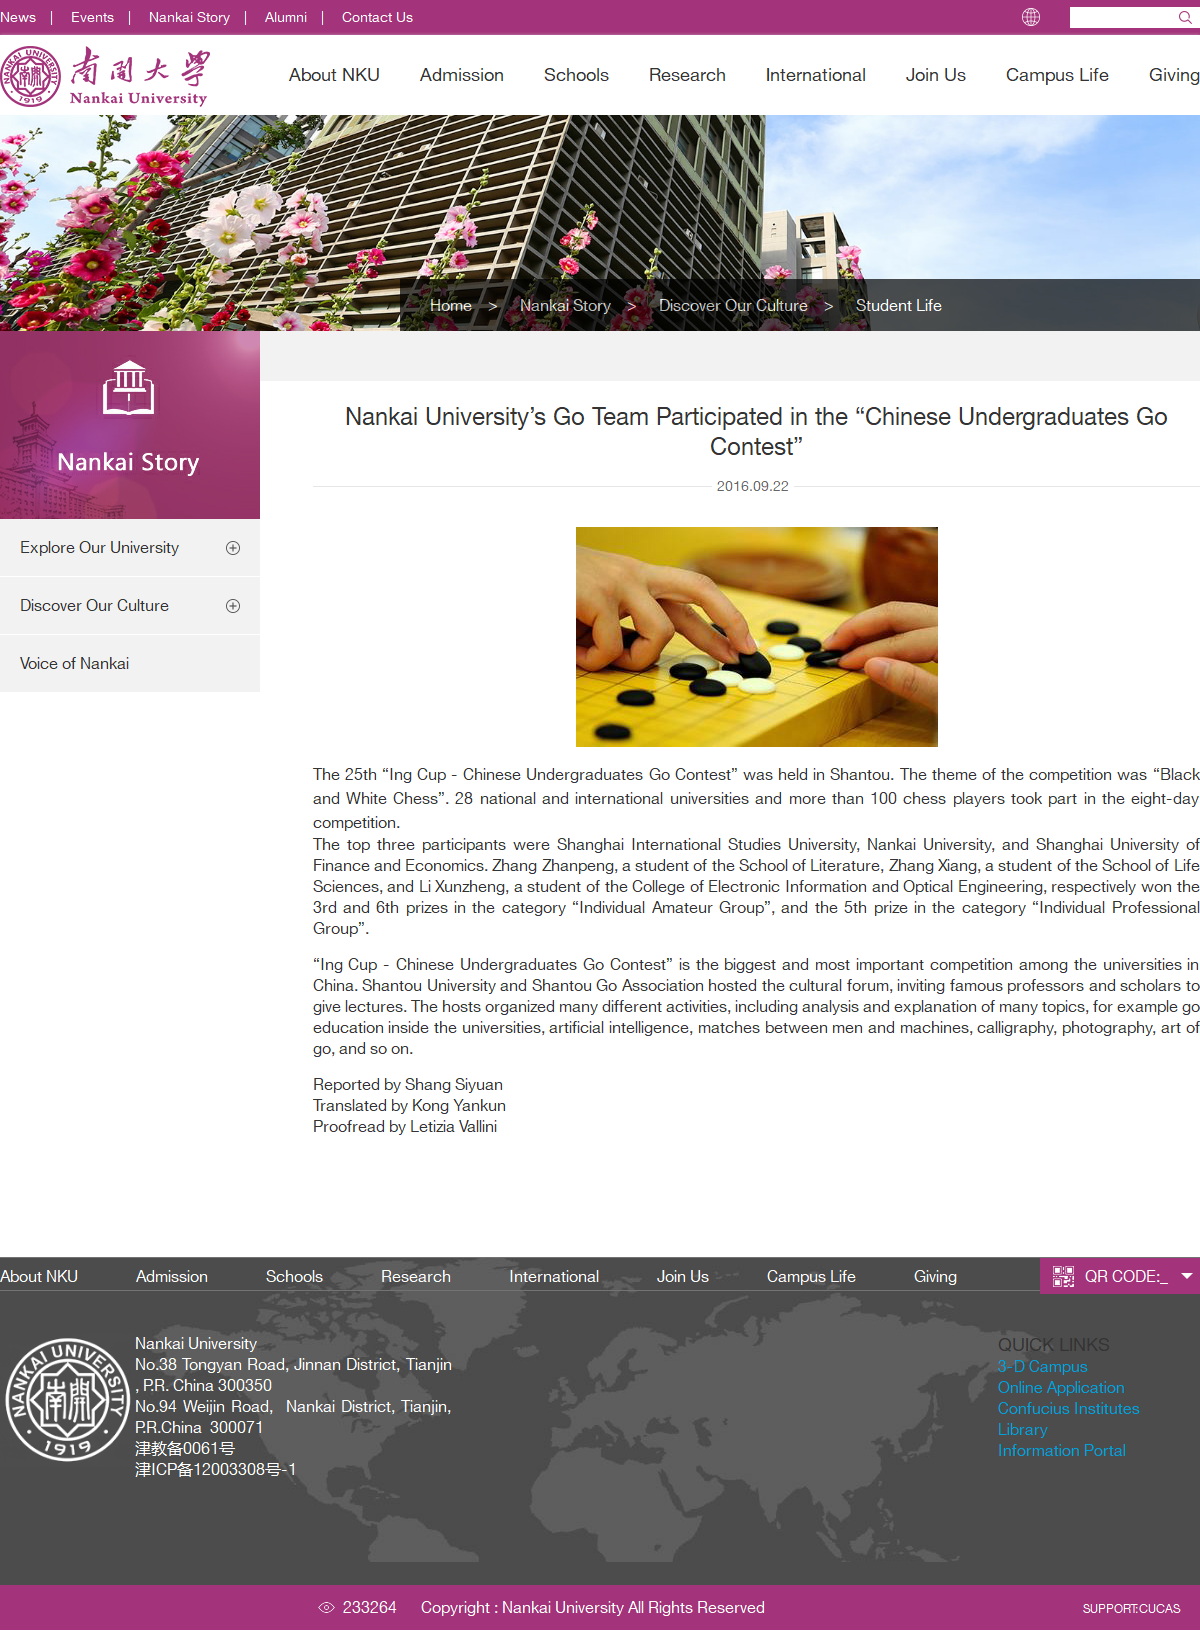 News | Events | Nankai Story | Alumni | Contact Us
NANKAI UNIVERSITY 南開 1919
南開大学
Nankai University
About NKU Admission Schools Research International Join Us Campus Life Giving
Home > Nankai Story > Discover Our Culture > Student Life
Nankai Story
Explore Our University
Discover Our Culture
Voice of Nankai
Nankai University’s Go Team Participated in the “Chinese Undergraduates Go
Contest”
2016.09.22
The 25th “Ing Cup - Chinese Undergraduates Go Contest” was held in Shantou. The theme of the competition was “Black
and White Chess”. 28 national and international universities and more than 100 chess players took part in the eight-day
competition.
The top three participants were Shanghai International Studies University, Nankai University, and Shanghai University of
Finance and Economics. Zhang Zhanpeng, a student of the School of Literature, Zhang Xiang, a student of the School of Life
Sciences, and Li Xunzheng, a student of the College of Electronic Information and Optical Engineering, respectively won the
3rd and 6th prizes in the category “Individual Amateur Group”, and the 5th prize in the category “Individual Professional
Group”.
“Ing Cup - Chinese Undergraduates Go Contest” is the biggest and most important competition among the universities in
China. Shantou University and Shantou Go Association hosted the cultural forum, inviting famous professors and scholars to
give lectures. The hosts organized many different activities, including analysis and explanation of many topics, for example go
education inside the universities, artificial intelligence, matches between men and machines, calligraphy, photography, art of
go, and so on.
Reported by Shang Siyuan
Translated by Kong Yankun
Proofread by Letizia Vallini
About NKU Admission Schools Research International Join Us Campus Life Giving QR CODE:_
NANKAI UNIVERSITY 南開 1919
Nankai University
No.38 Tongyan Road, Jinnan District, Tianjin
, P.R. China 300350
No.94 Weijin Road, Nankai District, Tianjin,
P.R.China 300071
津教备0061号
津ICP备12003308号-1
QUICK LINKS
3-D Campus
Online Application
Confucius Institutes
Library
Information Portal
233264 Copyright : Nankai University All Rights Reserved
SUPPORT:CUCAS